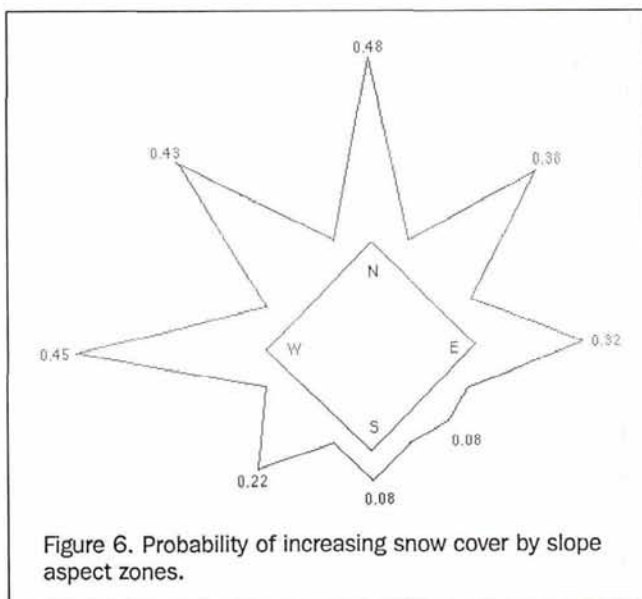 0.48
0.43
0.38
N
0.45
W
E
0.32
S
0.08
0.22
0.08
Figure 6. Probability of increasing snow cover by slope
aspect zones.